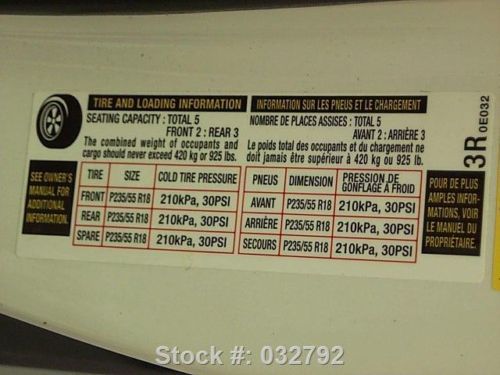 TIRE AND LOADING INFORMATION
SEATING CAPACITY : TOTAL 5
FRONT 2 : REAR 3
The combined weight of occupants and
cargo should never exceed 420 kg or 925 lbs.
INFORMATION SUR LES PNEUS ET LE CHARGEMENT
NOMBRE DE PLACES ASSISES : TOTAL 5
AVANT 2 : ARRIÈRE 3
Le poids total des occupants et du chargement ne
doit jamais être supérieur à 420 kg ou 925 lb.
SEE OWNER'S
MANUAL FOR
ADDITIONAL
INFORMATION.
TIRE SIZE COLD TIRE PRESSURE
FRONT P235/55 R18 210kPa, 30PSI
REAR P235/55 R18 210kPa, 30PSI
SPARE P235/55 R18 210kPa, 30PSI
PNEUS DIMENSION PRESSION DE
GONFLAGE À FROID
AVANT P235/55 R18 210kPa, 30PSI
ARRIÈRE P235/55 R18 210kPa, 30PSI
SECOURS P235/55 R18 210kPa, 30PSI
POUR DE PLUS
AMPLES INFOR-
MATIONS, VOIR
LE MANUEL DU
PROPRIÉTAIRE.
3R 0E032
Stock #: 032792